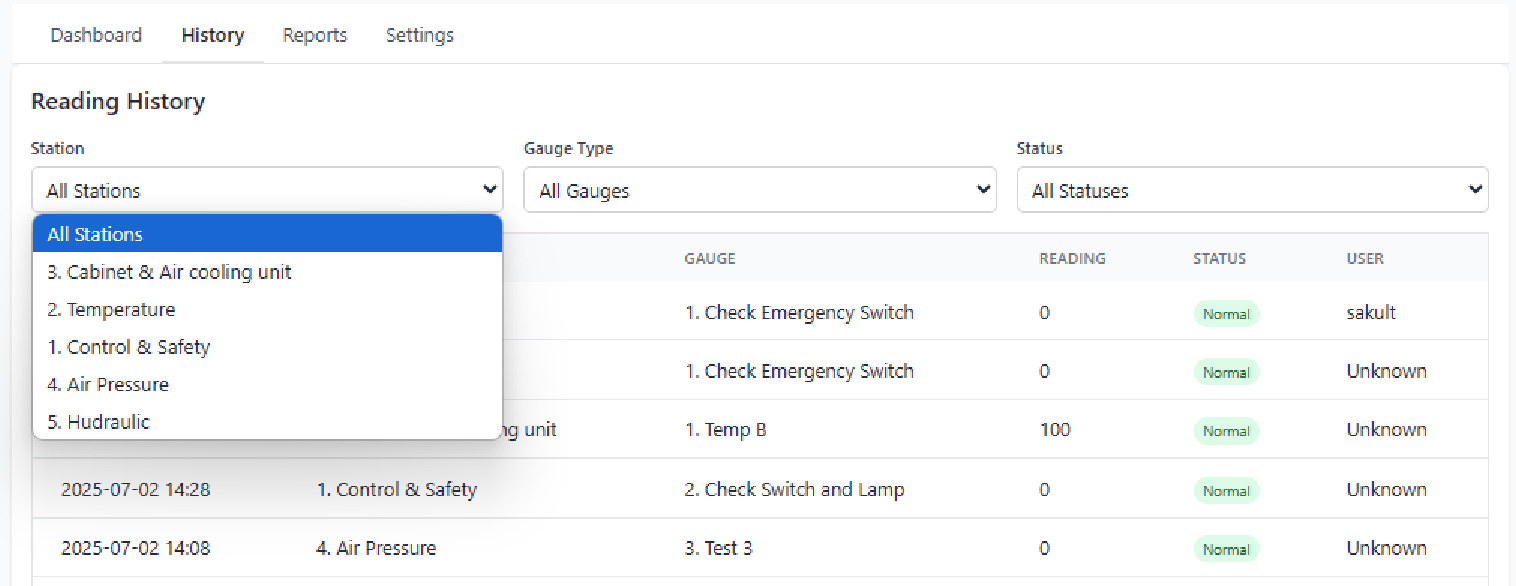 Dashboard History Reports Settings
Reading History
Station Gauge Type Status
All Stations All Gauges All Statuses
All Stations
3. Cabinet & Air cooling unit
2. Temperature
1. Control & Safety
4. Air Pressure
5. Hudraulic
GAUGE READING STATUS USER
1. Check Emergency Switch 0 Normal sakult
1. Check Emergency Switch 0 Normal Unknown
ng unit 1. Temp B 100 Normal Unknown
2025-07-02 14:28 1. Control & Safety 2. Check Switch and Lamp 0 Normal Unknown
2025-07-02 14:08 4. Air Pressure 3. Test 3 0 Normal Unknown